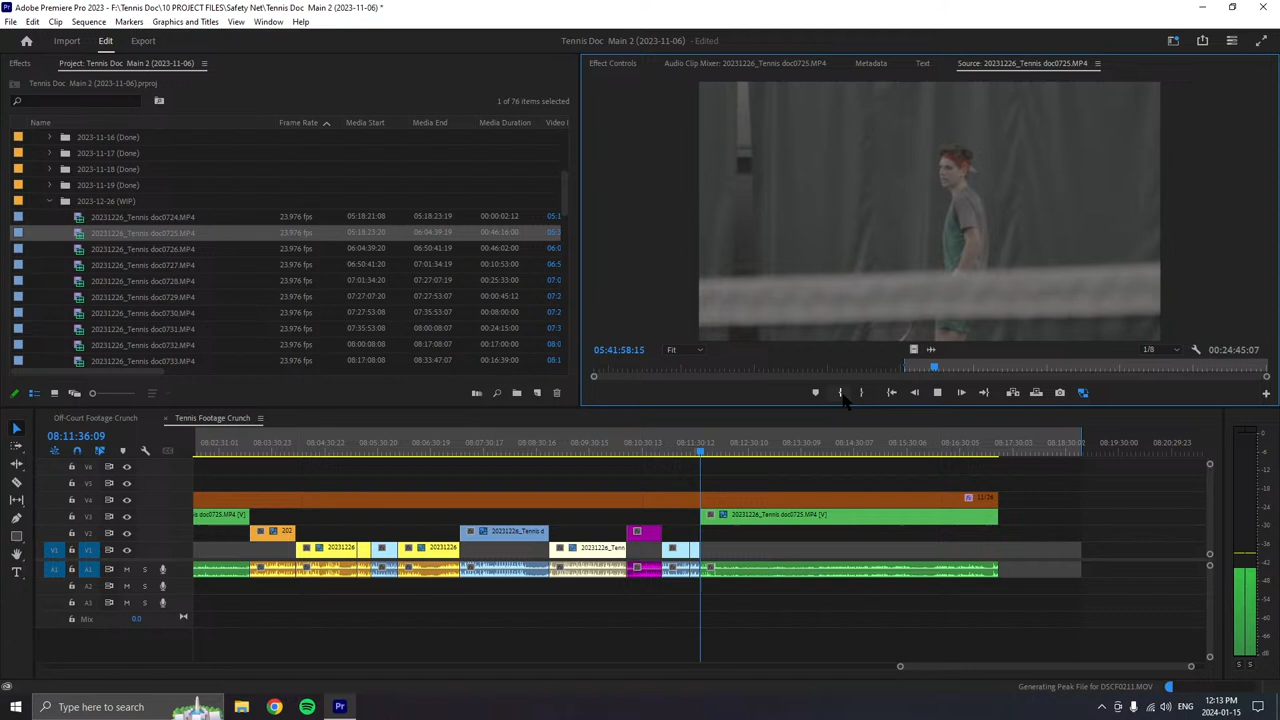 Adobe Premiere Pro 2023 - F:\Tennis Doc\10 PROJECT FILES\Safety Net\Tennis Doc Main 2 (2023-11-06) *
File Edit Clip Sequence Markers Graphics and Titles View Window Help
Import Edit Export Tennis Doc Main 2 (2023-11-06) - Edited
Effects Project: Tennis Doc Main 2 (2023-11-06)
Effect Controls Audio Clip Mixer: 20231226_Tennis doc0725.MP4 Metadata Text Source: 20231226_Tennis doc0725.MP4
Tennis Doc Main 2 (2023-11-06).prproj
1 of 76 items selected
Name Frame Rate Media Start Media End Media Duration Video I
2023-11-16 (Done)
2023-11-17 (Done)
2023-11-18 (Done)
2023-11-19 (Done)
2023-12-26 (WIP)
20231226_Tennis doc0724.MP4 23.976 fps 05:18:21:08 05:18:23:19 00:00:02:12 05:1
20231226_Tennis doc0725.MP4 23.976 fps 05:18:23:20 06:04:39:19 00:46:16:00 05:3
20231226_Tennis doc0726.MP4 23.976 fps 06:04:39:20 06:50:41:19 00:46:02:00 06:0
20231226_Tennis doc0727.MP4 23.976 fps 06:50:41:20 07:01:34:19 00:10:53:00 06:5
20231226_Tennis doc0728.MP4 23.976 fps 07:01:34:20 07:27:07:19 00:25:33:00 07:0
20231226_Tennis doc0729.MP4 23.976 fps 07:27:07:20 07:27:53:07 00:00:45:12 07:2
20231226_Tennis doc0730.MP4 23.976 fps 07:27:53:08 07:35:53:07 00:08:00:00 07:2
20231226_Tennis doc0731.MP4 23.976 fps 07:35:53:08 08:00:08:07 00:24:15:00 07:3
20231226_Tennis doc0732.MP4 23.976 fps 08:00:08:08 08:17:08:07 00:17:00:00 08:0
20231226_Tennis doc0733.MP4 23.976 fps 08:17:08:08 08:33:47:07 00:16:39:00 08:1
05:41:58:15 Fit 1/8 00:24:45:07
Off-Court Footage Crunch × Tennis Footage Crunch
08:11:36:09
08:02:31:01 08:03:30:23 08:04:30:22 08:05:30:20 08:06:30:19 08:07:30:17 08:08:30:16 08:09:30:15 08:10:30:13 08:11:30:12 08:12:30:10 08:13:30:09 08:14:30:08 08:15:30:06 08:16:30:05 08:17:30:03 08:18:30:02 08:19:30:00 08:20:29:23
V6
V5
V4 11/26
V3 is doc0725.MP4 [V] 20231226_Tennis doc0725.MP4 [V]
V2 202 20231226_Tennis d
V1 V1 20231226 20231226 20231226_Tenn
A1 A1 M S
A2 M S
A3 M S
Mix 0.0
0
-6
-12
-18
-24
-30
-36
-42
-48
-54
dB
S S
Generating Peak File for DSCF0211.MOV
Type here to search
ENG
12:13 PM
2024-01-15